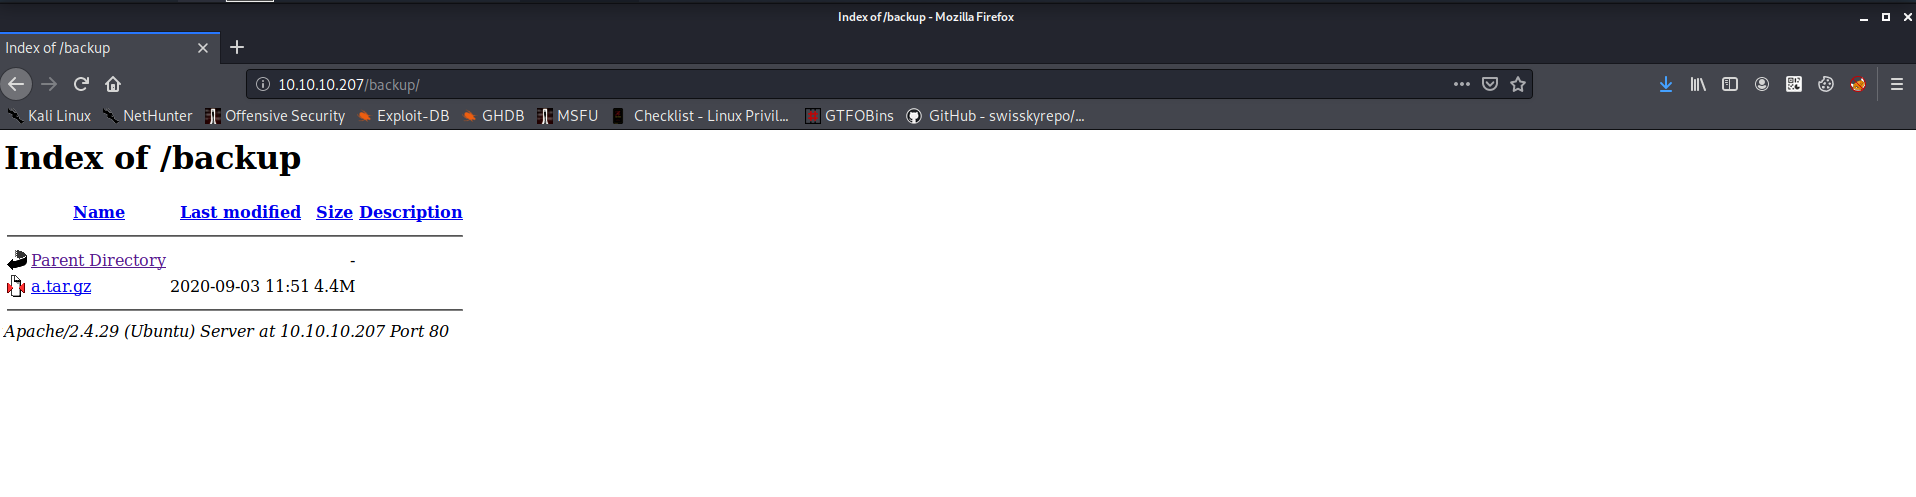 Index of /backup - Mozilla Firefox
Index of /backup
10.10.10.207/backup/
Kali Linux NetHunter Offensive Security Exploit-DB GHDB MSFU Checklist - Linux Privil... GTFOBins GitHub - swisskyrepo/...
Index of /backup
Name Last modified Size Description
Parent Directory -
a.tar.gz 2020-09-03 11:51 4.4M
Apache/2.4.29 (Ubuntu) Server at 10.10.10.207 Port 80